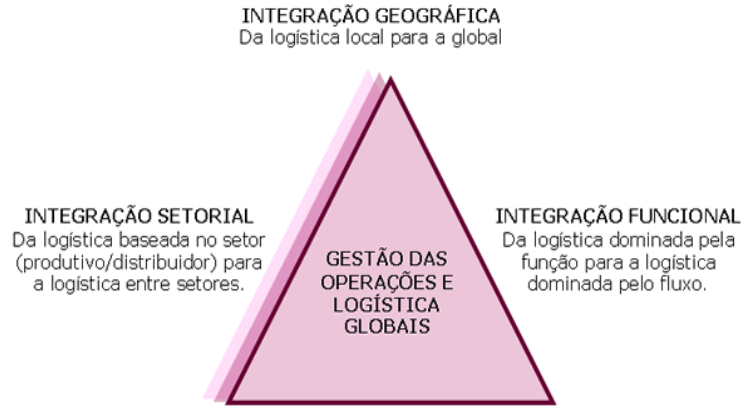 INTEGRAÇÃO GEOGRÁFICA
Da logística local para a global
INTEGRAÇÃO SETORIAL
Da logística baseada no setor
(produtivo/distribuidor) para
a logística entre setores.
GESTÃO DAS
OPERAÇÕES E
LOGÍSTICA
GLOBAIS
INTEGRAÇÃO FUNCIONAL
Da logística dominada pela
função para a logística
dominada pelo fluxo.